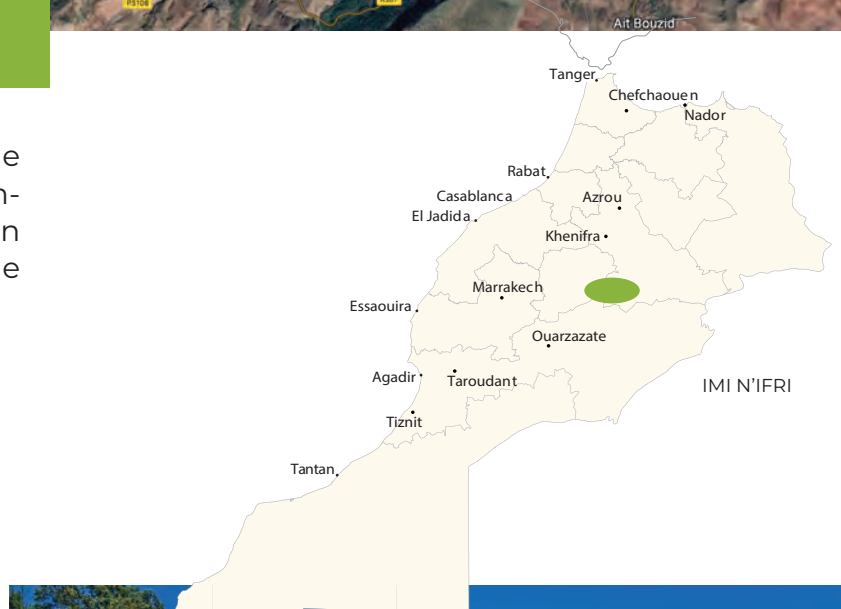 P3108
Ait Bouzid
Tanger
Chefchaouen
Nador
e
Rabat
n-
Casablanca
Azrou
El Jadida
n
Khenifra
e
Marrakech
Essaouira
Ouarzazate
Agadir
Taroudant
IMI N'IFRI
Tiznit
Tantan